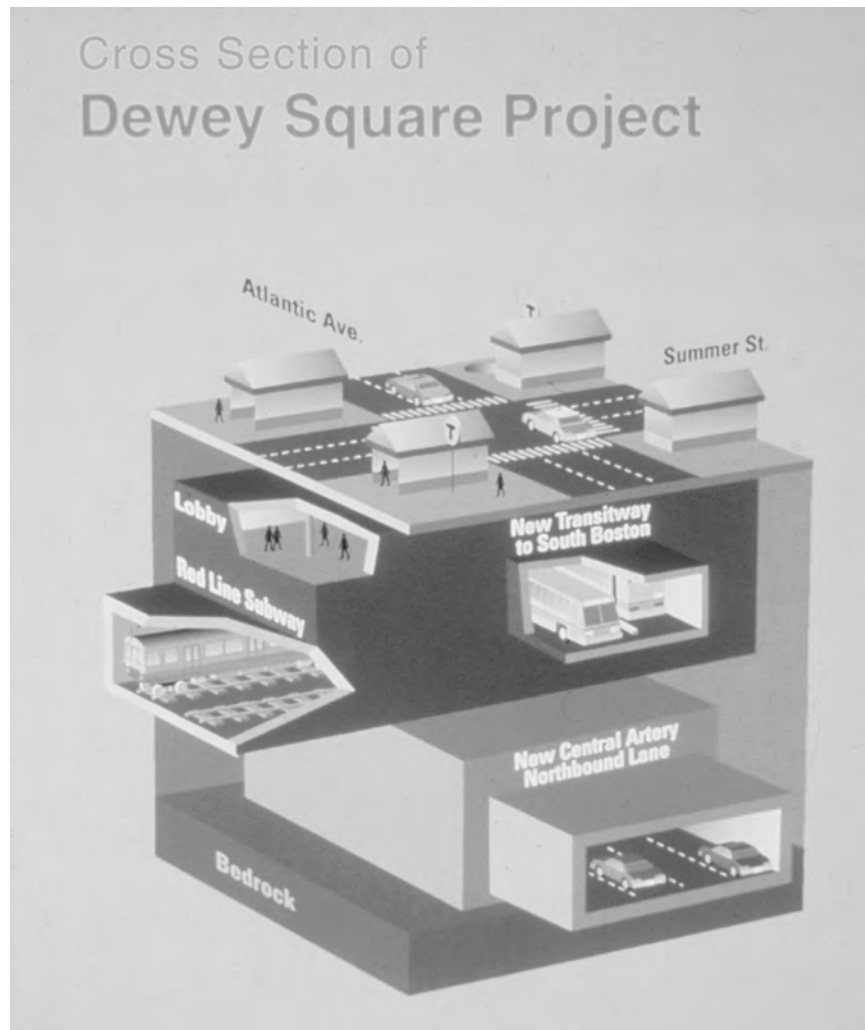 Cross Section of
Dewey Square Project
Atlantic Ave.
T
Summer St.
T
Lobby
New Transitway
to South Boston
Red Line Subway
New Central Artery
Northbound Lane
Bedrock